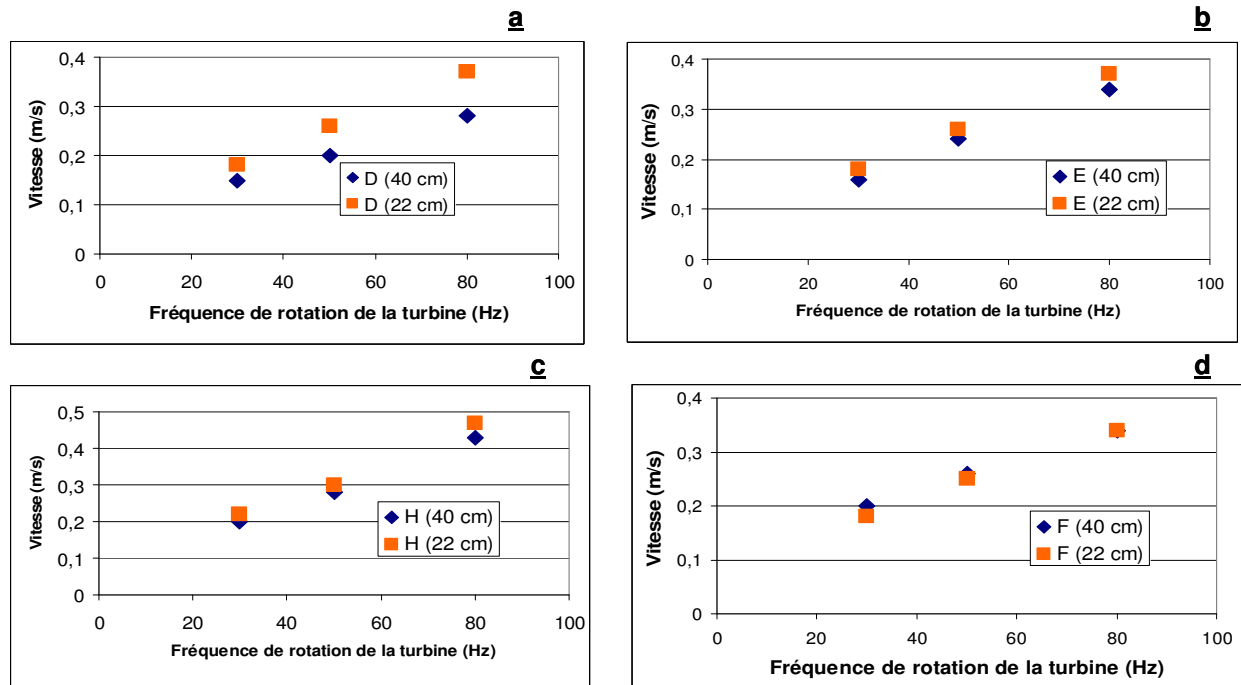 a
0,4
0,3
0,2
0,1
0
0 20 40 60 80 100
Vitesse (m/s)
Fréquence de rotation de la turbine (Hz)
D (40 cm)
D (22 cm)
b
0,4
0,3
0,2
0,1
0
0 20 40 60 80 100
Vitesse (m/s)
Fréquence de rotation de la turbine (Hz)
E (40 cm)
E (22 cm)
c
0,5
0,4
0,3
0,2
0,1
0
0 20 40 60 80 100
Vitesse (m/s)
Fréquence de rotation de la turbine (Hz)
H (40 cm)
H (22 cm)
d
0,4
0,3
0,2
0,1
0
0 20 40 60 80 100
Vitesse (m/s)
Fréquence de rotation de la turbine (Hz)
F (40 cm)
F (22 cm)